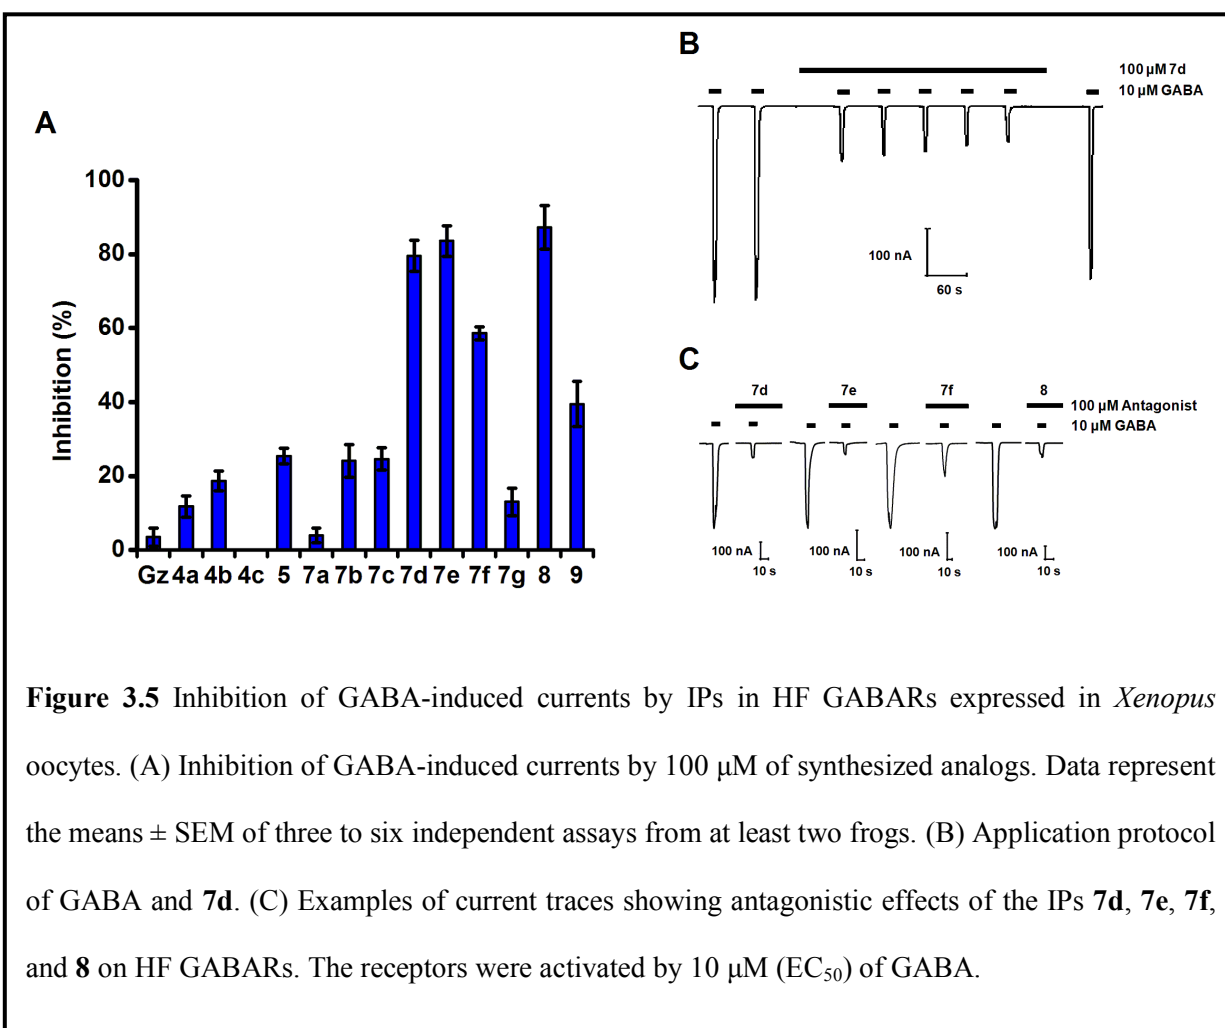 A
Inhibition (%)
100
80
60
40
20
0
Gz 4a 4b 4c 5 7a 7b 7c 7d 7e 7f 7g 8 9
B
100 µM 7d
10 µM GABA
100 nA
60 s
C
7d 7e 7f 8
100 µM Antagonist
10 µM GABA
100 nA 100 nA 100 nA 100 nA
10 s 10 s 10 s 10 s
Figure 3.5 Inhibition of GABA-induced currents by IPs in HF GABARs expressed in Xenopus
oocytes. (A) Inhibition of GABA-induced currents by 100 μM of synthesized analogs. Data represent
the means ± SEM of three to six independent assays from at least two frogs. (B) Application protocol
of GABA and 7d. (C) Examples of current traces showing antagonistic effects of the IPs 7d, 7e, 7f,
and 8 on HF GABARs. The receptors were activated by 10 μM (EC50) of GABA.